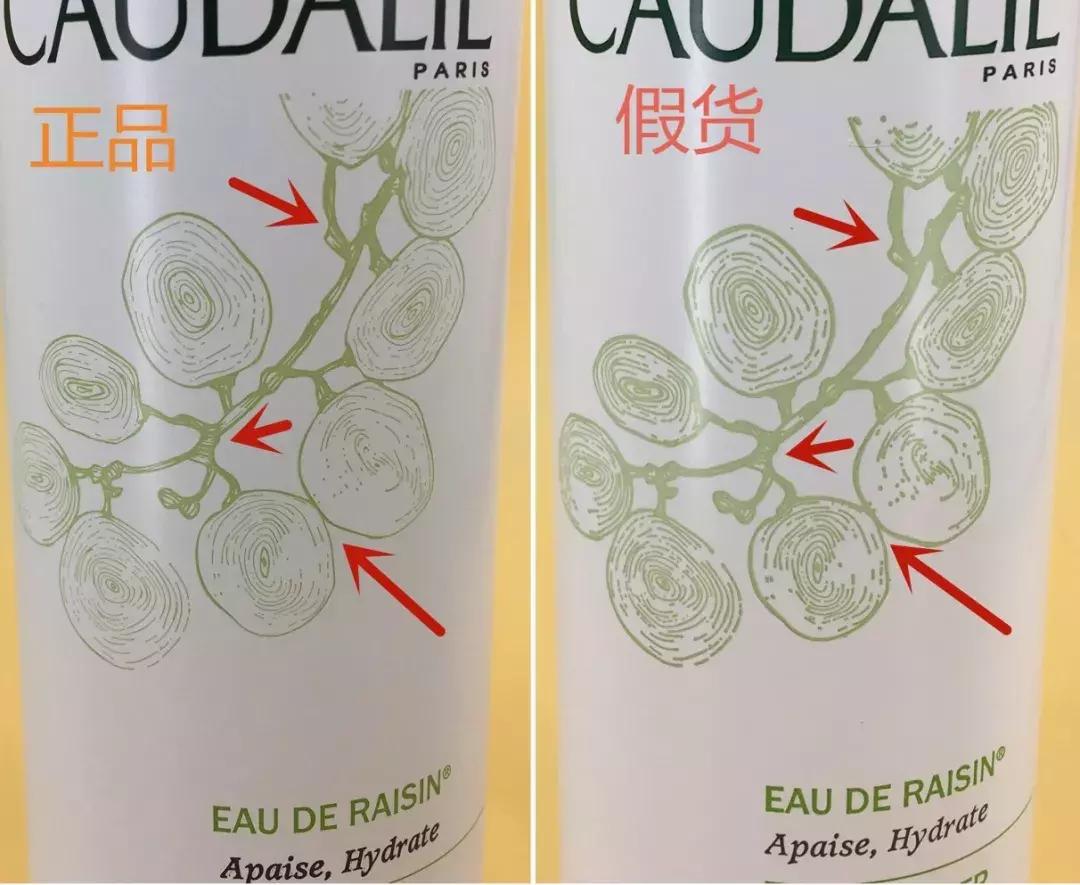 CAUDALIE
PARIS
正品
EAU DE RAISIN®
Apaise, Hydrate
CAUDALIE
PARIS
假货
EAU DE RAISIN®
Apaise, Hydrate